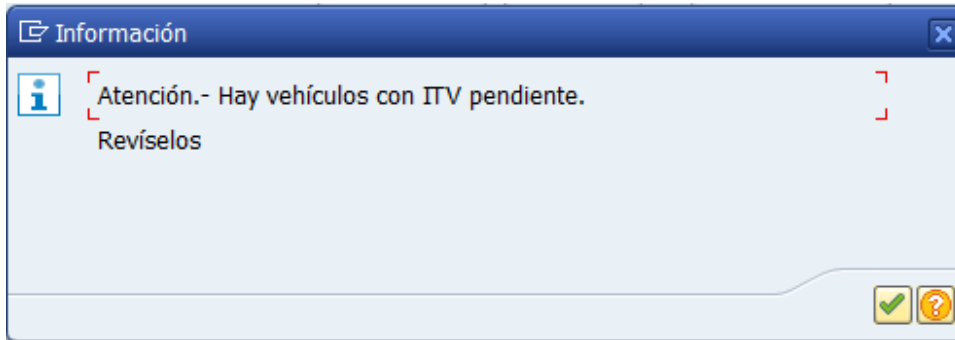 Información
Atención.- Hay vehículos con ITV pendiente.
Revíselos